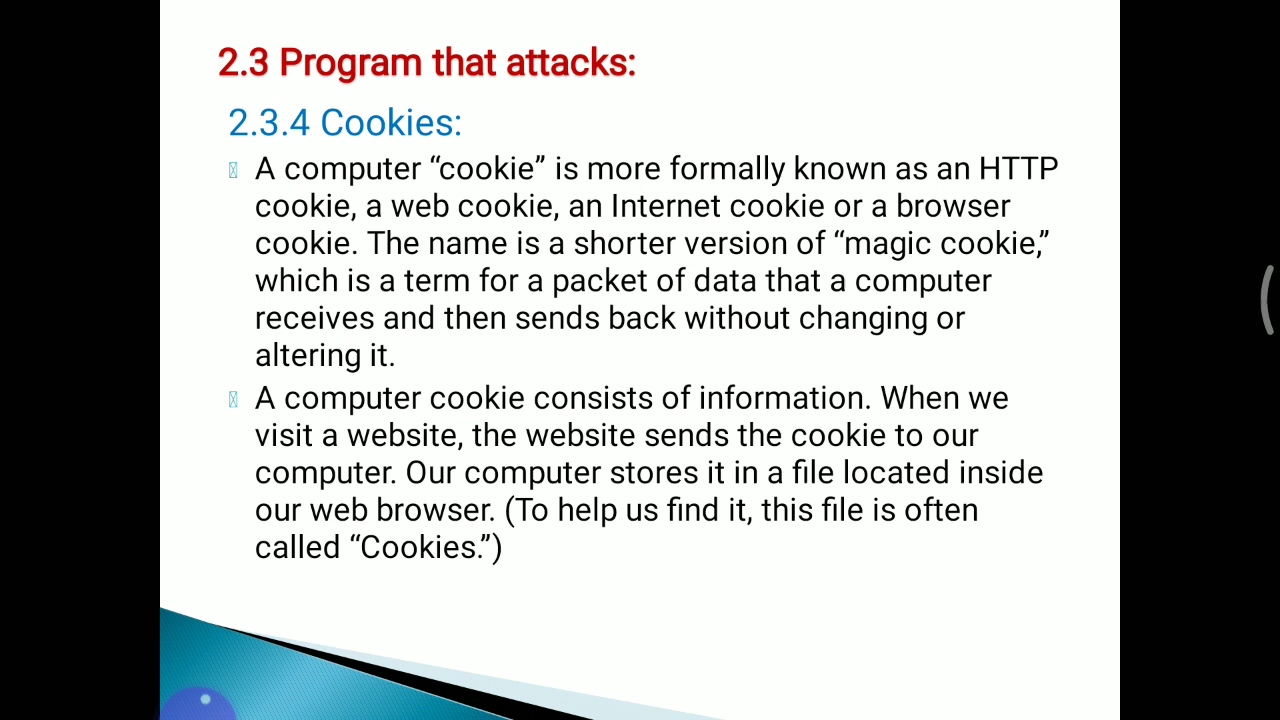 2.3 Program that attacks:
2.3.4 Cookies:
A computer “cookie” is more formally known as an HTTP
cookie, a web cookie, an Internet cookie or a browser
cookie. The name is a shorter version of “magic cookie,”
which is a term for a packet of data that a computer
receives and then sends back without changing or
altering it.
A computer cookie consists of information. When we
visit a website, the website sends the cookie to our
computer. Our computer stores it in a file located inside
our web browser. (To help us find it, this file is often
called “Cookies.”)